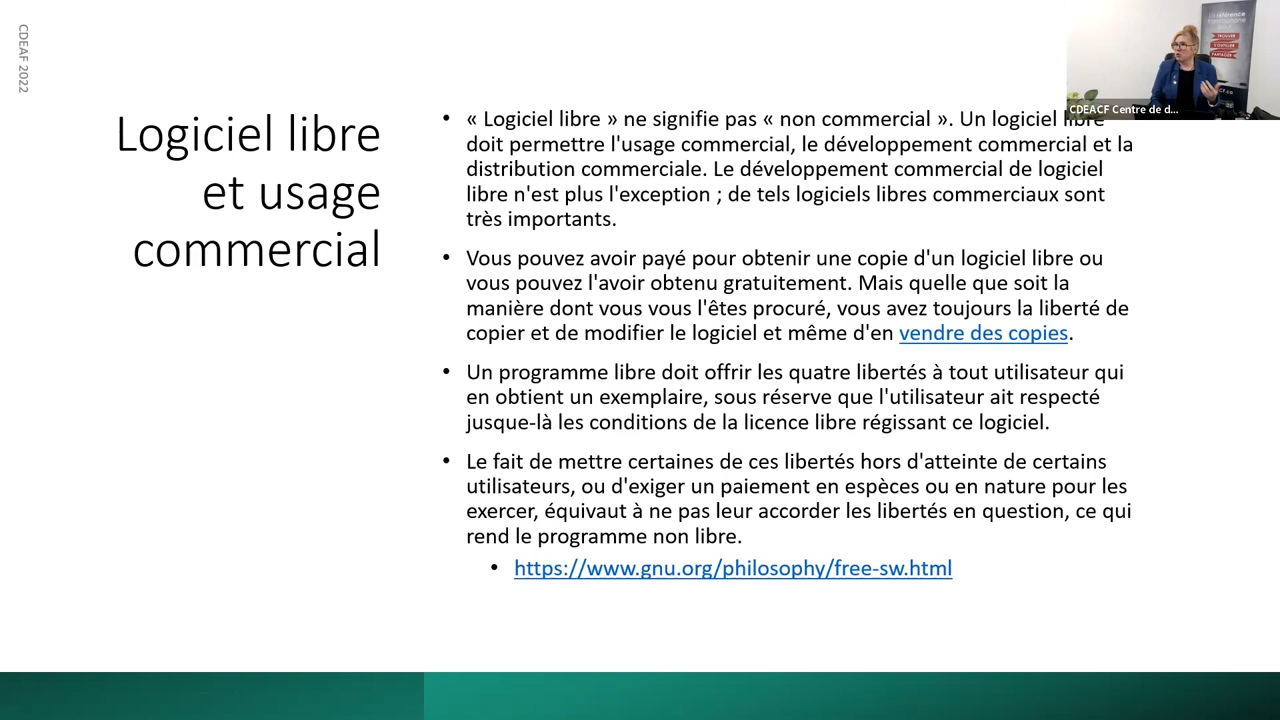 CDEAF 2022
Logiciel libre
et usage
commercial
• « Logiciel libre » ne signifie pas « non commercial ». Un logiciel libre
doit permettre l'usage commercial, le développement commercial et la
distribution commerciale. Le développement commercial de logiciel
libre n'est plus l'exception ; de tels logiciels libres commerciaux sont
très importants.
• Vous pouvez avoir payé pour obtenir une copie d'un logiciel libre ou
vous pouvez l'avoir obtenu gratuitement. Mais quelle que soit la
manière dont vous vous l'êtes procuré, vous avez toujours la liberté de
copier et de modifier le logiciel et même d'en vendre des copies.
• Un programme libre doit offrir les quatre libertés à tout utilisateur qui
en obtient un exemplaire, sous réserve que l'utilisateur ait respecté
jusque-là les conditions de la licence libre régissant ce logiciel.
• Le fait de mettre certaines de ces libertés hors d'atteinte de certains
utilisateurs, ou d'exiger un paiement en espèces ou en nature pour les
exercer, équivaut à ne pas leur accorder les libertés en question, ce qui
rend le programme non libre.
• https://www.gnu.org/philosophy/free-sw.html
référence
francophone
TROUVER
S'OUTILLER
PARTAGER
CDEACF Centre de d...